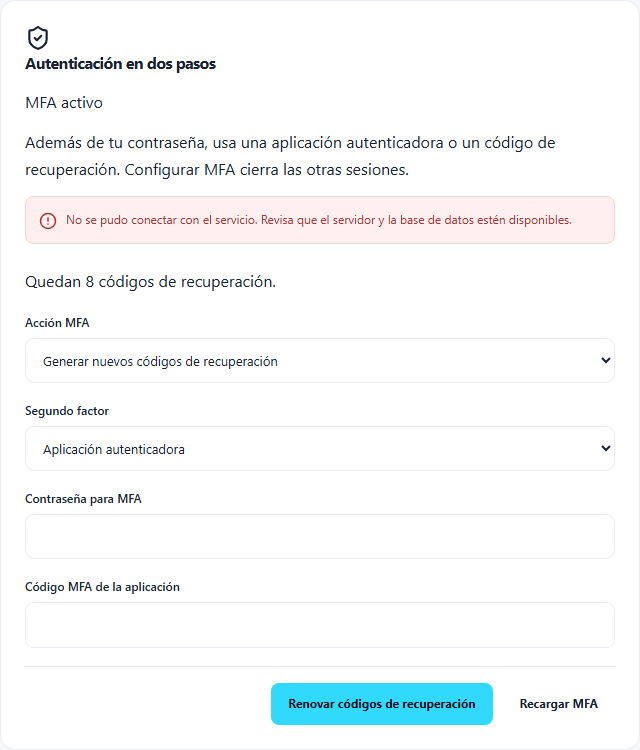 Autenticación en dos pasos
MFA activo
Además de tu contraseña, usa una aplicación autenticadora o un código de
recuperación. Configurar MFA cierra las otras sesiones.
No se pudo conectar con el servicio. Revisa que el servidor y la base de datos estén disponibles.
Quedan 8 códigos de recuperación.
Acción MFA
Generar nuevos códigos de recuperación
Segundo factor
Aplicación autenticadora
Contraseña para MFA
Código MFA de la aplicación
Renovar códigos de recuperación
Recargar MFA